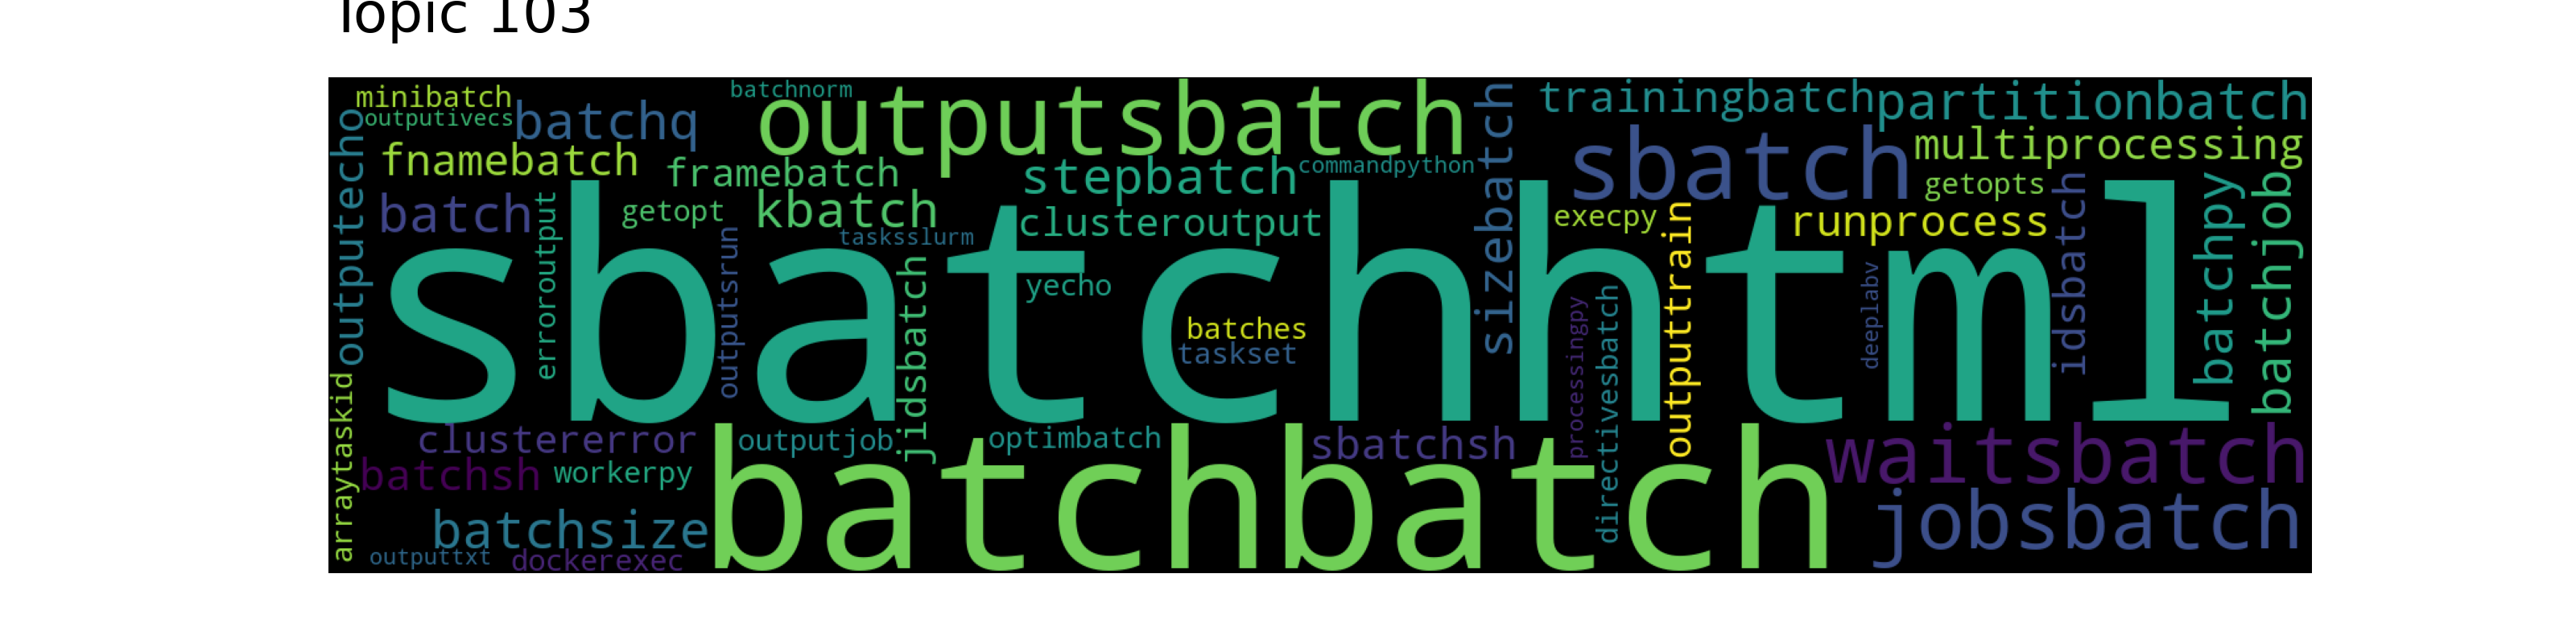 Topic 103
minibatch
batchnorm
outputsbatch
trainingbatch
partitionbatch
outputivecs
batchq
sizebatch
sbatch
multiprocessing
outputecho
fnamebatch
framebatch
stepbatch
commandpython
getopts
batch
erroroutput
getopt
kbatch
clusteroutput
execpy
runprocess
idsbatch
batchpy
batchjob
tasksslurm
outputsrun
jidsbatch
yecho
sbatchhtml
batches
taskset
processingpy
directivesbatch
outputtrain
deeplabv
arraytaskid
clustererror
outputjob
optimbatch
sbatchsh
waitsbatch
batchsh
workerpy
batchbatch
jobsbatch
batchsize
outputtxt
dockerexec